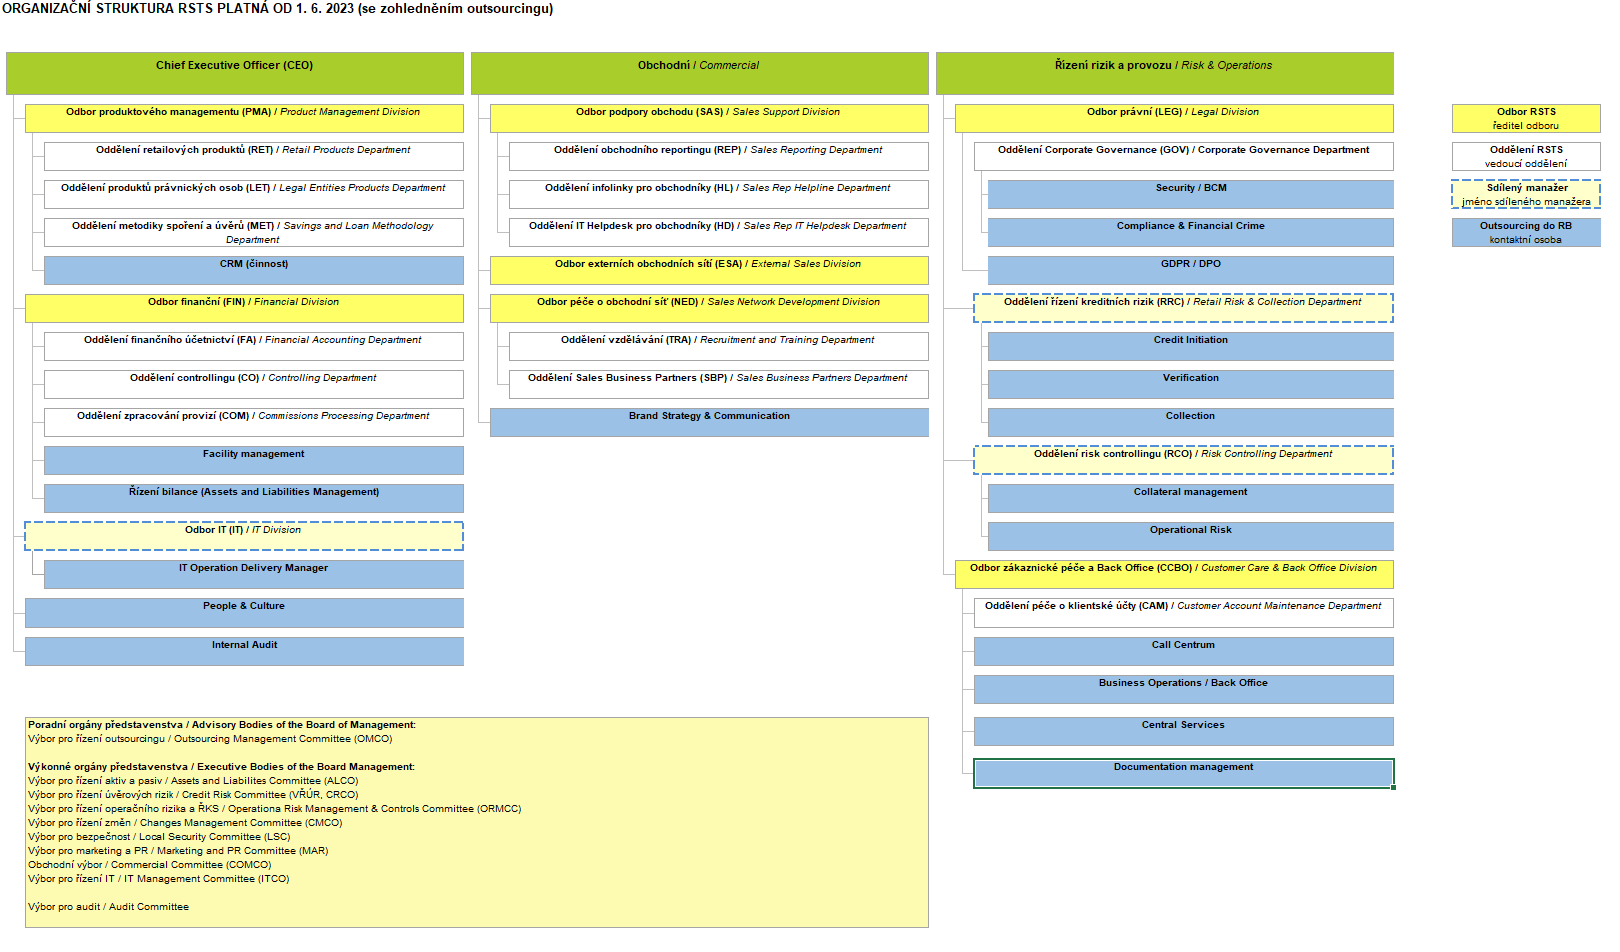 ORGANIZAČNÍ STRUKTURA RSTS PLATNÁ OD 1. 6. 2023 (se zohledněním outsourcingu)
Chief Executive Officer (CEO)
Odbor produktového managementu (PMA) / Product Management Division
Oddělení retailových produktů (RET) / Retail Products Department
Oddělení produktů právnických osob (LET) / Legal Entities Products Department
Oddělení metodiky spoření a úvěrů (MET) / Savings and Loan Methodology
Department
CRM (činnost)
Odbor finanční (FIN) / Financial Division
Oddělení finančního účetnictví (FA) / Financial Accounting Department
Oddělení controllingu (CO) / Controlling Department
Oddělení zpracování provizí (COM) / Commissions Processing Department
Facility management
Řízení bilance (Assets and Liabilities Management)
Odbor IT (IT) / IT Division
IT Operation Delivery Manager
People & Culture
Internal Audit
Obchodní / Commercial
Odbor podpory obchodu (SAS) / Sales Support Division
Oddělení obchodního reportingu (REP) / Sales Reporting Department
Oddělení infolinky pro obchodníky (HL) / Sales Rep Helpline Department
Oddělení IT Helpdesk pro obchodníky (HD) / Sales Rep IT Helpdesk Department
Odbor externích obchodních sítí (ESA) / External Sales Division
Odbor péče o obchodní síť (NED) / Sales Network Development Division
Oddělení vzdělávání (TRA) / Recruitment and Training Department
Oddělení Sales Business Partners (SBP) / Sales Business Partners Department
Brand Strategy & Communication
Řízení rizik a provozu / Risk & Operations
Odbor právní (LEG) / Legal Division
Oddělení Corporate Governance (GOV) / Corporate Governance Department
Security / BCM
Compliance & Financial Crime
GDPR / DPO
Oddělení řízení kreditních rizik (RRC) / Retail Risk & Collection Department
Credit Initiation
Verification
Collection
Oddělení risk controllingu (RCO) / Risk Controlling Department
Collateral management
Operational Risk
Odbor zákaznické péče a Back Office (CCBO) / Customer Care & Back Office Division
Oddělení péče o klientské účty (CAM) / Customer Account Maintenance Department
Call Centrum
Business Operations / Back Office
Central Services
Documentation management
Odbor RSTS
ředitel odboru
Oddělení RSTS
vedoucí oddělení
Sdílený manažer
jméno sdíleného manažera
Outsourcing do RB
kontaktní osoba
Poradní orgány představenstva / Advisory Bodies of the Board of Management:
Výbor pro řízení outsourcingu / Outsourcing Management Committee (OMCO)
Výkonné orgány představenstva / Executive Bodies of the Board Management:
Výbor pro řízení aktiv a pasiv / Assets and Liabilites Committee (ALCO)
Výbor pro řízení úvěrových rizik / Credit Risk Committee (VŘÚR, CRCO)
Výbor pro řízení operačního rizika a ŘKS / Operationa Risk Management & Controls Committee (ORMCC)
Výbor pro řízení změn / Changes Management Committee (CMCO)
Výbor pro bezpečnost / Local Security Committee (LSC)
Výbor pro marketing a PR / Marketing and PR Committee (MAR)
Obchodní výbor / Commercial Committee (COMCO)
Výbor pro řízení IT / IT Management Committee (ITCO)
Výbor pro audit / Audit Committee